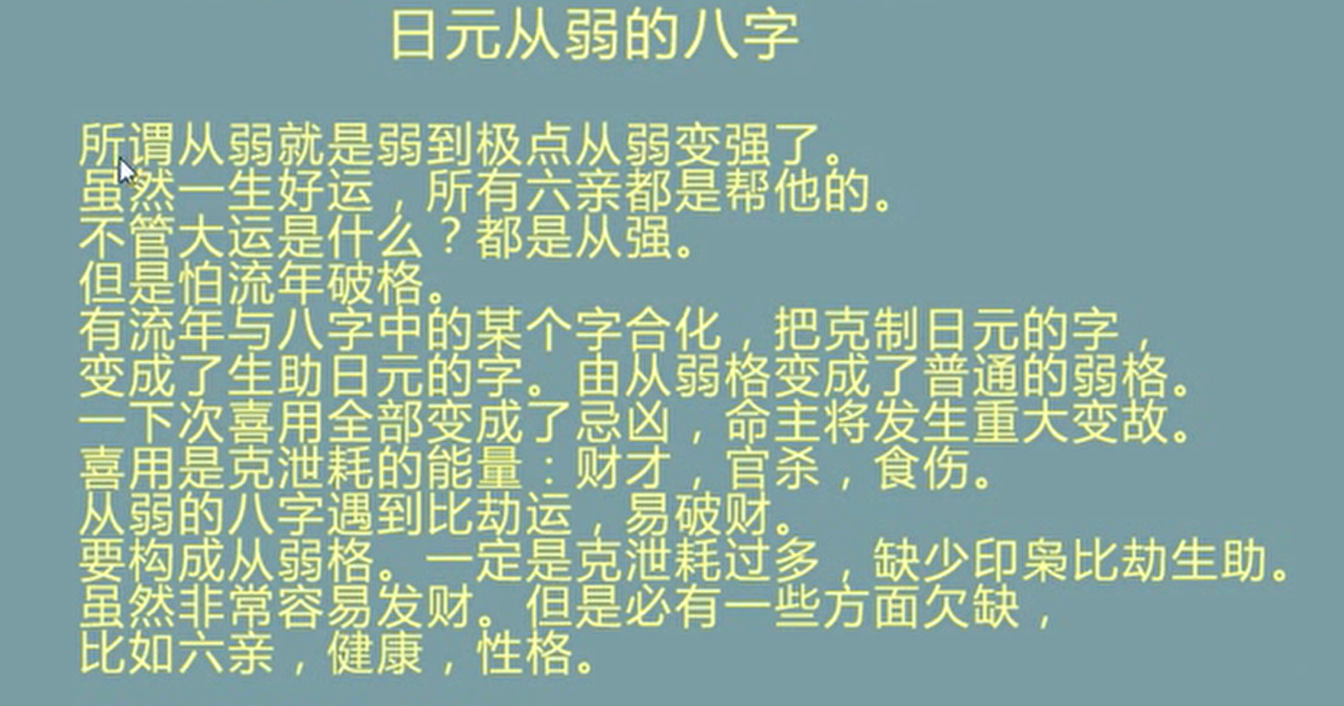 日元从弱的八字
所谓从弱就是弱到极点从弱变强了。
虽然一生好运，所有六亲都是帮他的。
不管大运是什么？都是从强。
但是怕流年破格。
有流年与八字中的某个字合化，把克制日元的字，
变成了生助日元的字。由从弱格变成了普通的弱格。
一下次喜用全部变成了忌凶，命主将发生重大变故。
喜用是克泄耗的能量：财才，官杀，食伤。
从弱的八字遇到比劫运，易破财。
要构成从弱格。一定是克泄耗过多，缺少印枭比劫生助。
虽然非常容易发财。但是必有一些方面欠缺，
比如六亲，健康，性格。